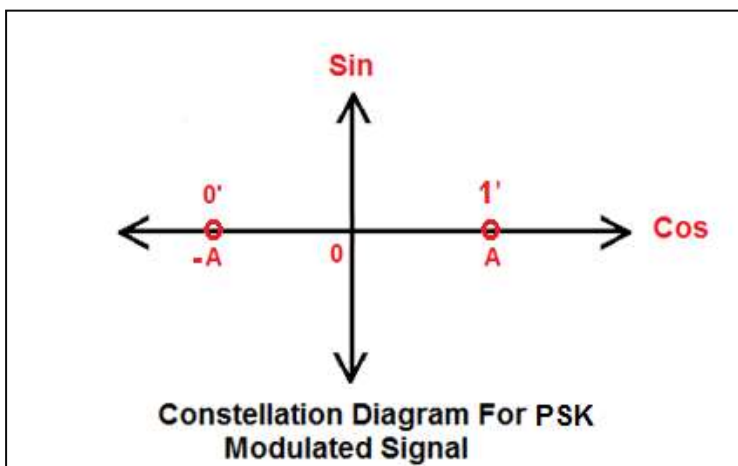 Sin
0'
1'
Cos
-A
0
A
Constellation Diagram For PSK
Modulated Signal